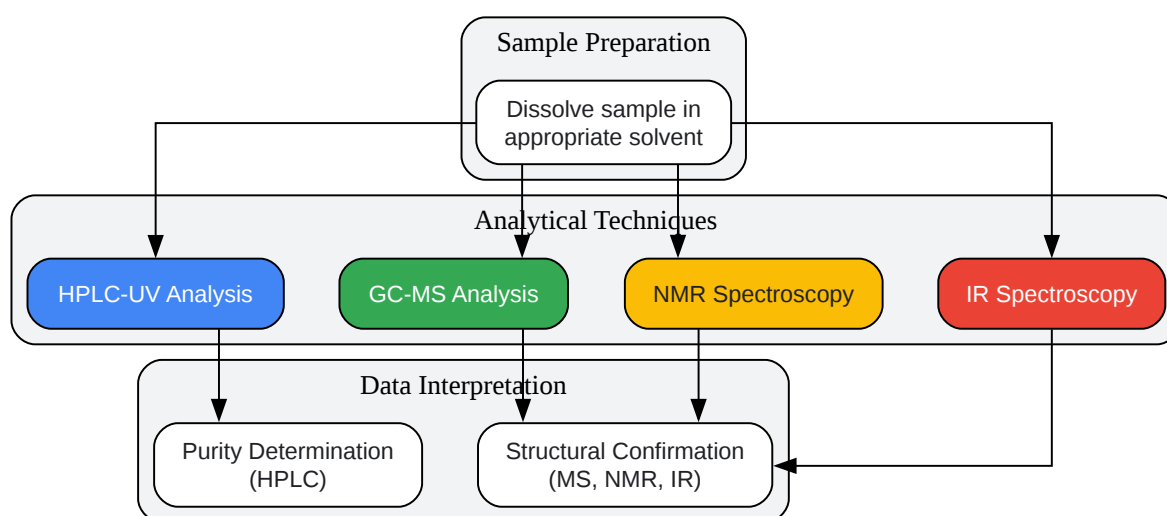 Sample Preparation
Dissolve sample in
appropriate solvent
Analytical Techniques
HPLC-UV Analysis
GC-MS Analysis
NMR Spectroscopy
IR Spectroscopy
Data Interpretation
Purity Determination
(HPLC)
Structural Confirmation
(MS, NMR, IR)